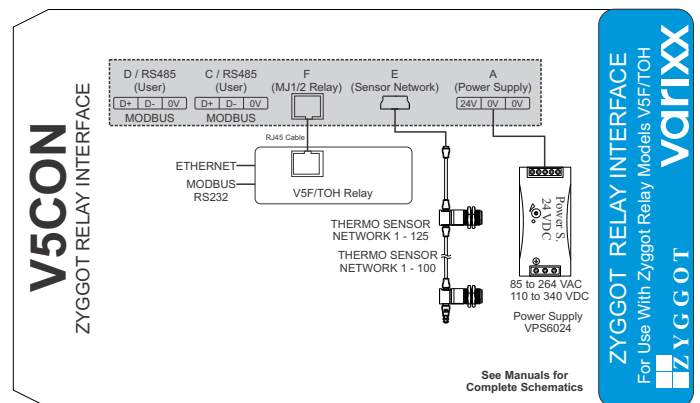 V5CON
ZYGGOT RELAY INTERFACE
D / RS485
(User)
D+ D- 0V
MODBUS
C / RS485
(User)
D+ D- 0V
MODBUS
F
(MJ1/2 Relay)
E
(Sensor Network)
A
(Power Supply)
24V 0V 0V
RJ45 Cable
ETHERNET
MODBUS
RS232
V5F/TOH Relay
THERMO SENSOR
NETWORK 1 - 125
THERMO SENSOR
NETWORK 1 - 100
Power S.
24 VDC
85 to 264 VAC
110 to 340 VDC
Power Supply
VPS6024
See Manuals for
Complete Schematics
ZYGGOT RELAY INTERFACE
For Use With Zyggot Relay Models V5F/TOH
varixx
ZYGGOT